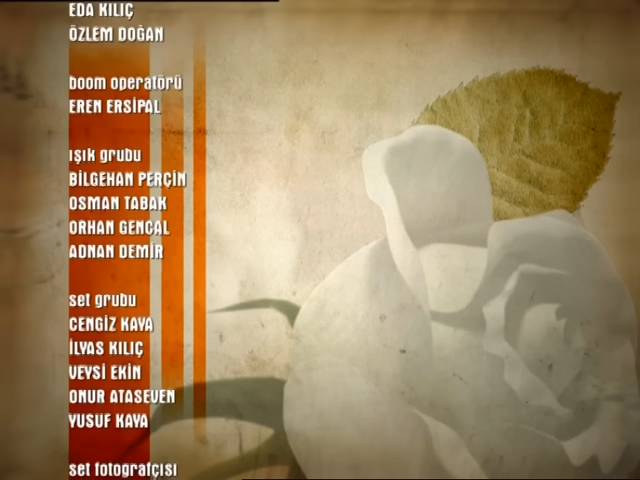 EDA KILIÇ
ÖZLEM DOĞAN
boom operatörü
EREN ERSİPAL
ışık grubu
BİLGEHAN PERÇİN
OSMAN TABAK
ORHAN GENCAL
ADNAN DEMİR
set grubu
CENGİZ KAYA
İLYAS KILIÇ
VEYSİ EKİN
ONUR ATASEVEN
YUSUF KAYA
set fotoğrafçısı